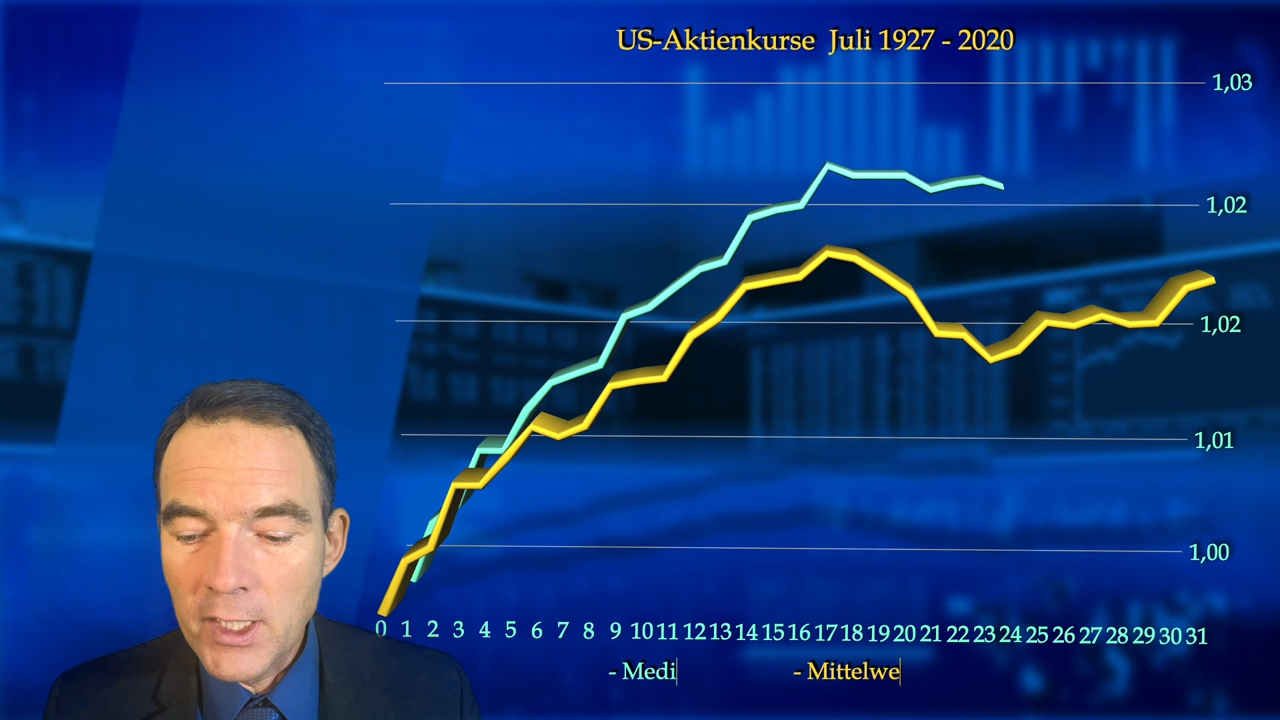 US-Aktienkurse Juli 1927 - 2020
1,03
1,02
1,02
1,01
1,00
0 1 2 3 4 5 6 7 8 9 10 11 12 13 14 15 16 17 18 19 20 21 22 23 24 25 26 27 28 29 30 31
- Medi - Mittelwe